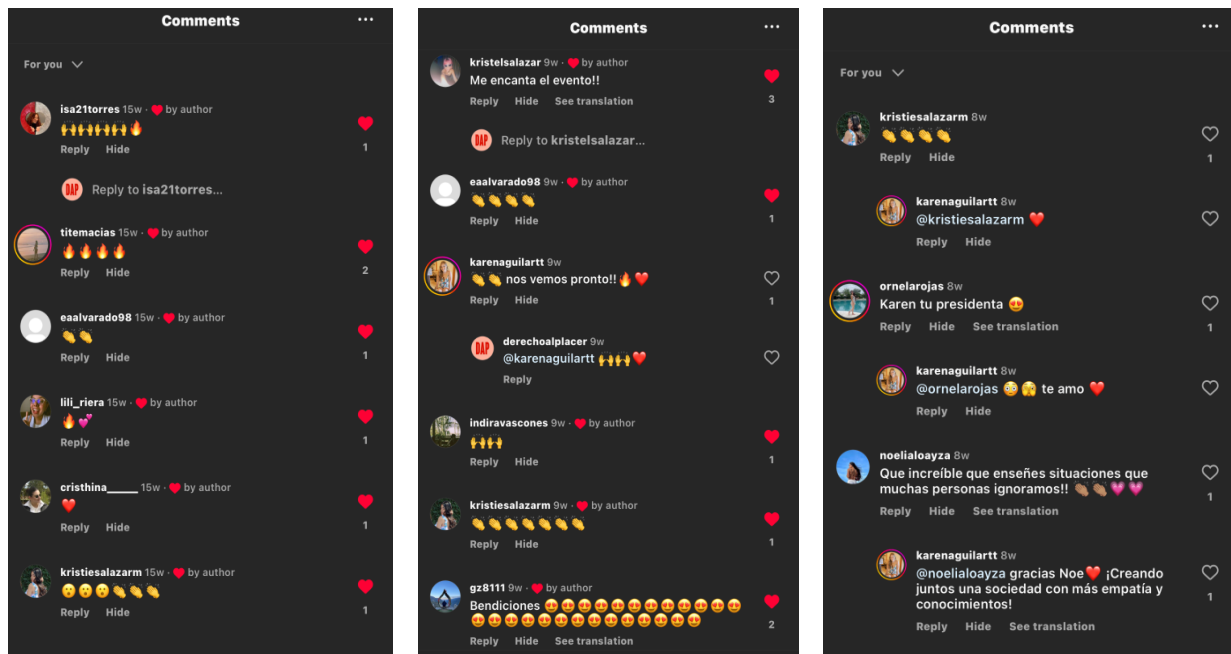 Comments
For you
isa21torres 15w · ❤️ by author
🙌🙌🙌🙌🔥
Reply Hide
1
DAP Reply to isa21torres...
titemacias 15w · ❤️ by author
🔥🔥🔥🔥
Reply Hide
2
eaalvarado98 15w · ❤️ by author
👏👏
Reply Hide
1
lili_riera 15w · ❤️ by author
🔥💕
Reply Hide
1
cristhina_____ 15w · ❤️ by author
❤️
Reply Hide
1
kristiesalazarm 15w · ❤️ by author
😮😮😮👏👏👏
Reply Hide
1
Comments
kristelsalazar 9w · ❤️ by author
Me encanta el evento!!
Reply Hide See translation
3
DAP Reply to kristelsalazar...
eaalvarado98 9w · ❤️ by author
👏👏👏👏
Reply Hide
1
karenaguilartt 9w
👏👏 nos vemos pronto!!🔥❤️
Reply Hide
1
DAP derechoalplacer 9w
@karenaguilartt 🙌🙌❤️
Reply
indiravascones 9w · ❤️ by author
🙌🙌
Reply Hide
1
kristiesalazarm 9w · ❤️ by author
👏👏👏👏👏👏👏
Reply Hide
1
gz8111 9w · ❤️ by author
Bendiciones 😍😍😍😍😍😍😍😍😍😍😍😍
😍😍😍😍😍😍😍😍😍😍😍😍😍😍
Reply Hide See translation
2
Comments
For you
kristiesalazarm 8w
👏👏👏👏
Reply Hide
1
karenaguilartt 8w
@kristiesalazarm ❤️
Reply Hide
ornelarojas 8w
Karen tu presidenta 😍
Reply Hide See translation
1
karenaguilartt 8w
@ornelarojas 😳🫣 te amo ❤️
Reply Hide
noelialoayza 8w
Que increíble que enseñes situaciones que
muchas personas ignoramos!! 👏🏽👏🏽💗💗
Reply Hide See translation
1
karenaguilartt 8w
@noelialoayza gracias Noe❤️ ¡Creando
juntos una sociedad con más empatía y
conocimientos!
Reply Hide See translation
1